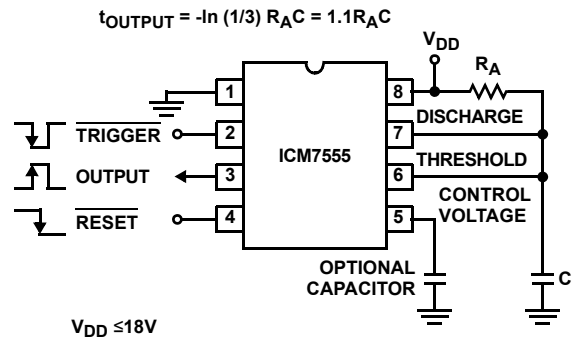 tOUTPUT = -ln (1/3) RAC = 1.1RAC
VDD
RA
1
8
DISCHARGE
TRIGGER
2
7
ICM7555
THRESHOLD
OUTPUT
3
6
CONTROL
VOLTAGE
RESET
4
5
OPTIONAL
CAPACITOR
C
VDD ≤18V